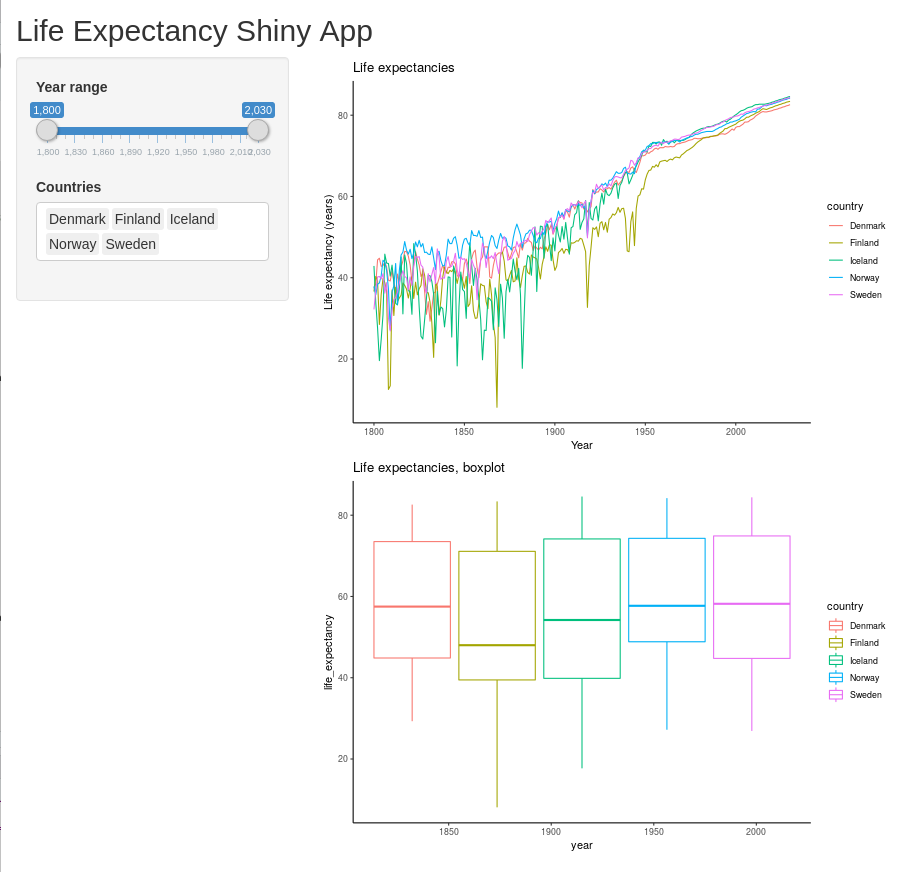 Life Expectancy Shiny App
Year range
1,800 2,030
1,800 1,830 1,860 1,890 1,920 1,950 1,980 2,010 2,030
Countries
Denmark Finland Iceland
Norway Sweden
Life expectancies
Life expectancy (years)
80
60
40
20
1800 1850 1900 1950 2000
Year
country
Denmark
Finland
Iceland
Norway
Sweden
Life expectancies, boxplot
life_expectancy
80
60
40
20
1850 1900 1950 2000
year
country
Denmark
Finland
Iceland
Norway
Sweden